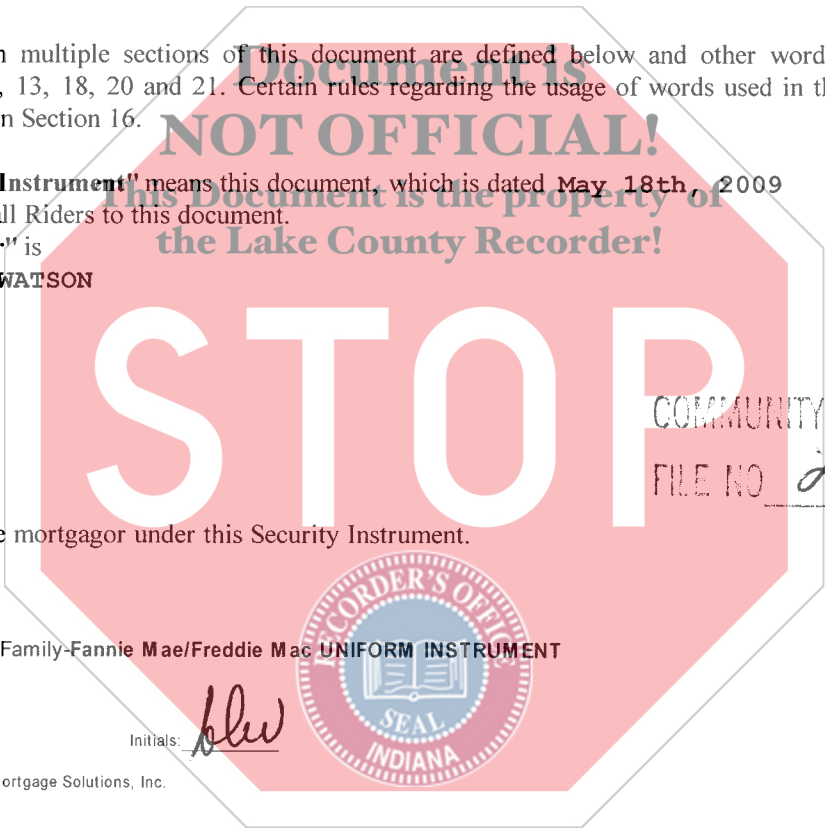 multiple sections of this document are defined below and other word
Document is
, 13, 18, 20 and 21. Certain rules regarding the usage of words used in th
n Section 16.
NOT OFFICIAL!
Instrument" means this document, which is dated May 18th, 2009
This Document is the property of
all Riders to this document.
the Lake County Recorder!
" is
WATSON
STOP
COMMUNITY
FILE NO
e mortgagor under this Security Instrument.
RECORDER'S OFFICE
Family-Fannie Mae/Freddie Mac UNIFORM INSTRUMENT
SEAL
INDIANA
Initials: blw
ortgage Solutions, Inc.